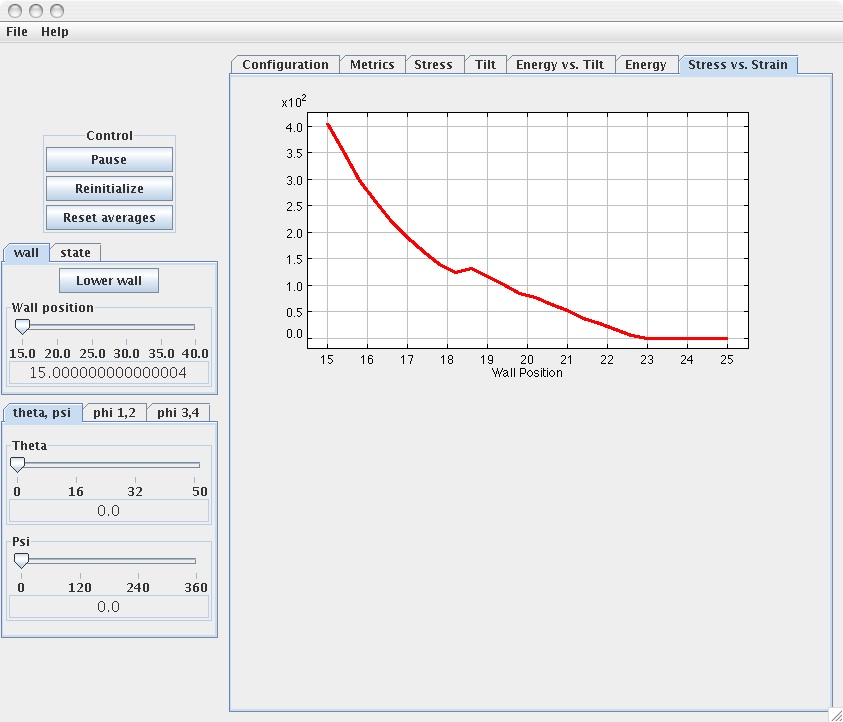 File Help
Configuration Metrics Stress Tilt Energy vs. Tilt Energy Stress vs. Strain
Control
Pause
Reinitialize
Reset averages
wall state
Lower wall
Wall position
15.0 20.0 25.0 30.0 35.0 40.0
15.000000000000004
theta, psi phi 1,2 phi 3,4
Theta
0 16 32 50
0.0
Psi
0 120 240 360
0.0
x10²
4.0
3.5
3.0
2.5
2.0
1.5
1.0
0.5
0.0
15 16 17 18 19 20 21 22 23 24 25
Wall Position